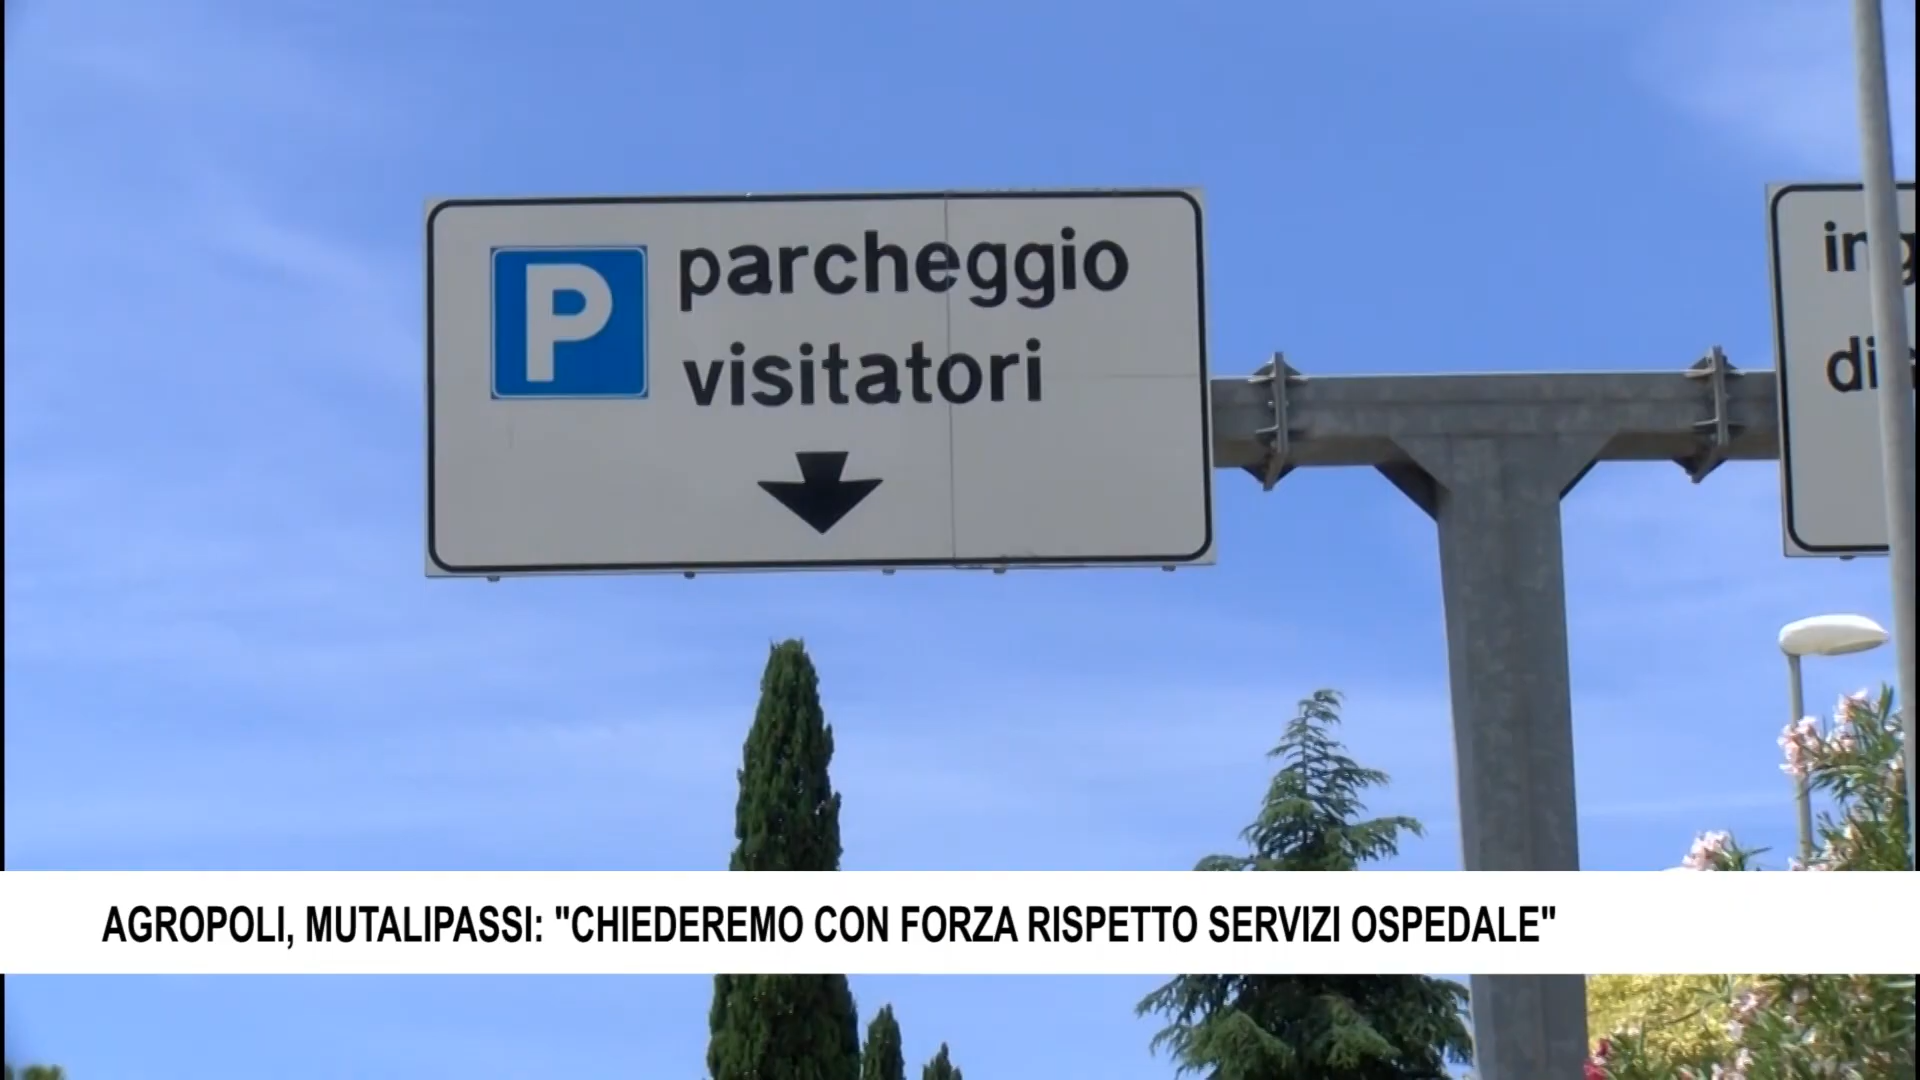 P
parcheggio
visitatori
AGROPOLI, MUTALIPASSI: "CHIEDEREMO CON FORZA RISPETTO SERVIZI OSPEDALE"